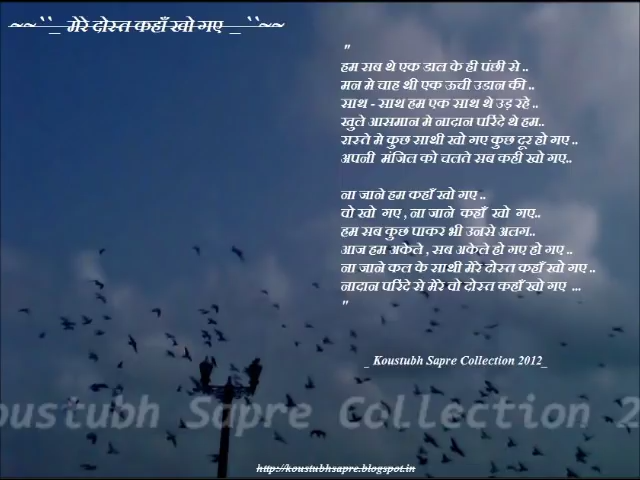 ~~``_ मेरे दोस्त कहाँ खो गए _``~~
"
हम सब थे एक डाल के ही पंछी से ..
मन मे चाह थी एक ऊची उडान की ..
साथ - साथ हम एक साथ थे उड़ रहे ..
खुले आसमान मे नादान परिंदे थे हम..
रास्ते मे कुछ साथी खो गए कुछ दूर हो गए ..
अपनी मंजिल को चलते सब कही खो गए..
ना जाने हम कहाँ खो गए ..
वो खो गए , ना जाने कहाँ खो गए..
हम सब कुछ पाकर भी उनसे अलग..
आज हम अकेले , सब अकेले हो गए हो गए ..
ना जाने कल के साथी मेरे दोस्त कहाँ खो गए ..
नादान परिंदे से मेरे वो दोस्त कहाँ खो गए ...
"
_ Koustubh Sapre Collection 2012_
oustubh Sapre Collection 2
http://koustubhsapre.blogspot.in